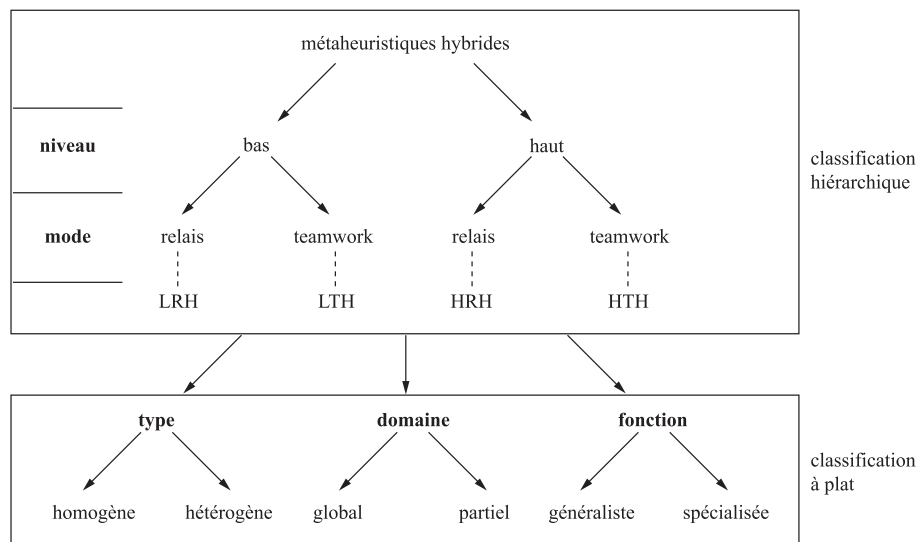 métaheuristiques hybrides
niveau
bas
haut
classification
hiérarchique
mode
relais
teamwork
relais
teamwork
LRH
LTH
HRH
HTH
type
domaine
fonction
classification
à plat
homogène
hétérogène
global
partiel
généraliste
spécialisée